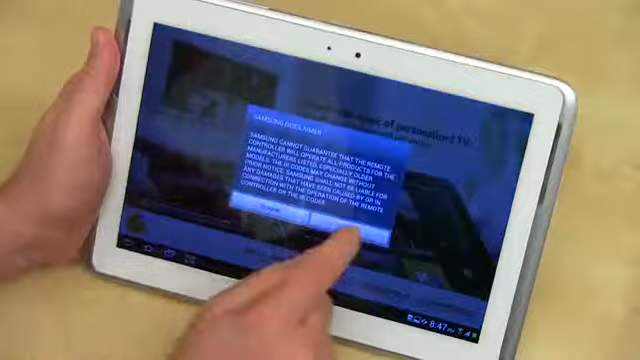 of personalized TV
SAMSUNG DISCLAIMER
SAMSUNG CANNOT GUARANTEE THAT THE REMOTE
CONTROLLER WILL OPERATE ALL PRODUCTS FOR THE
MANUFACTURERS LISTED, ESPECIALLY OLDER
MODELS. THE IR CODES MAY CHANGE WITHOUT
PRIOR NOTICE. SAMSUNG SHALL NOT BE LIABLE FOR
ANY DAMAGES THAT HAVE BEEN CAUSED BY OR IN
CONNECTION WITH THE OPERATION OF THE REMOTE
CONTROLLER OR THE IR CODES.
8:47